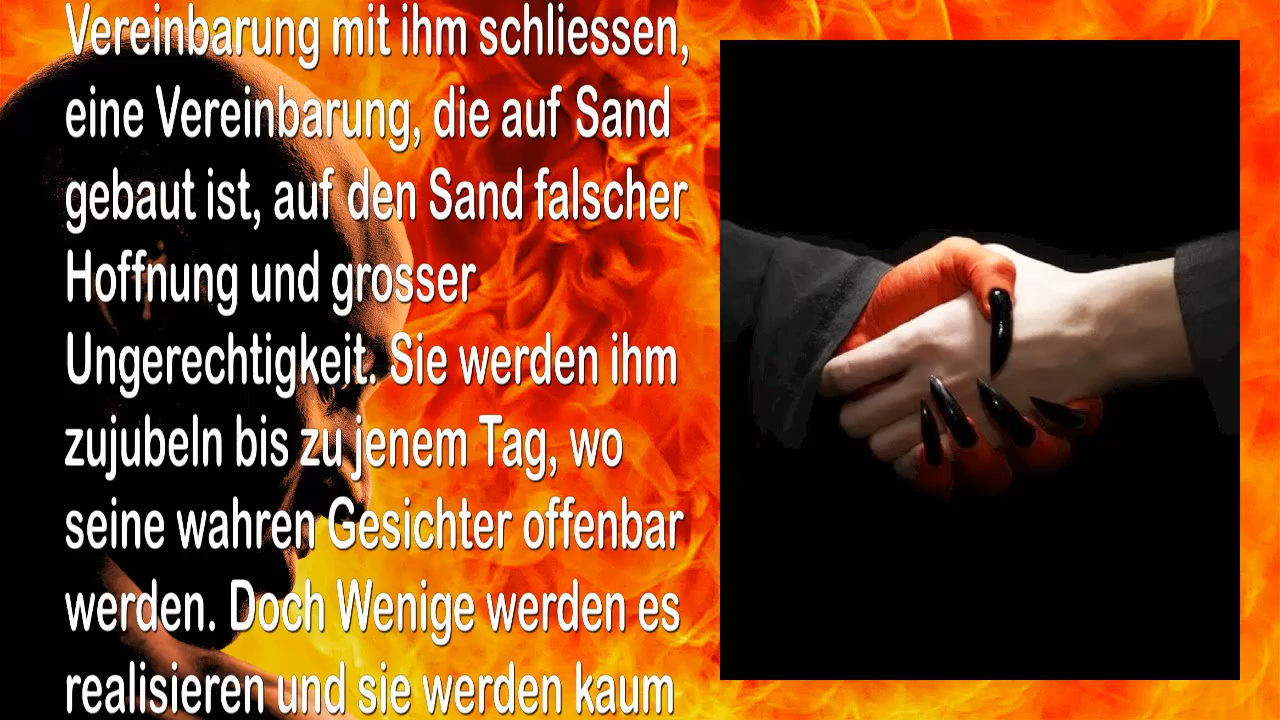 Vereinbarung mit ihm schliessen,
eine Vereinbarung, die auf Sand
gebaut ist, auf den Sand falscher
Hoffnung und grosser
Ungerechtigkeit. Sie werden ihm
zujubeln bis zu jenem Tag, wo
seine wahren Gesichter offenbar
werden. Doch Wenige werden es
realisieren und sie werden kaum